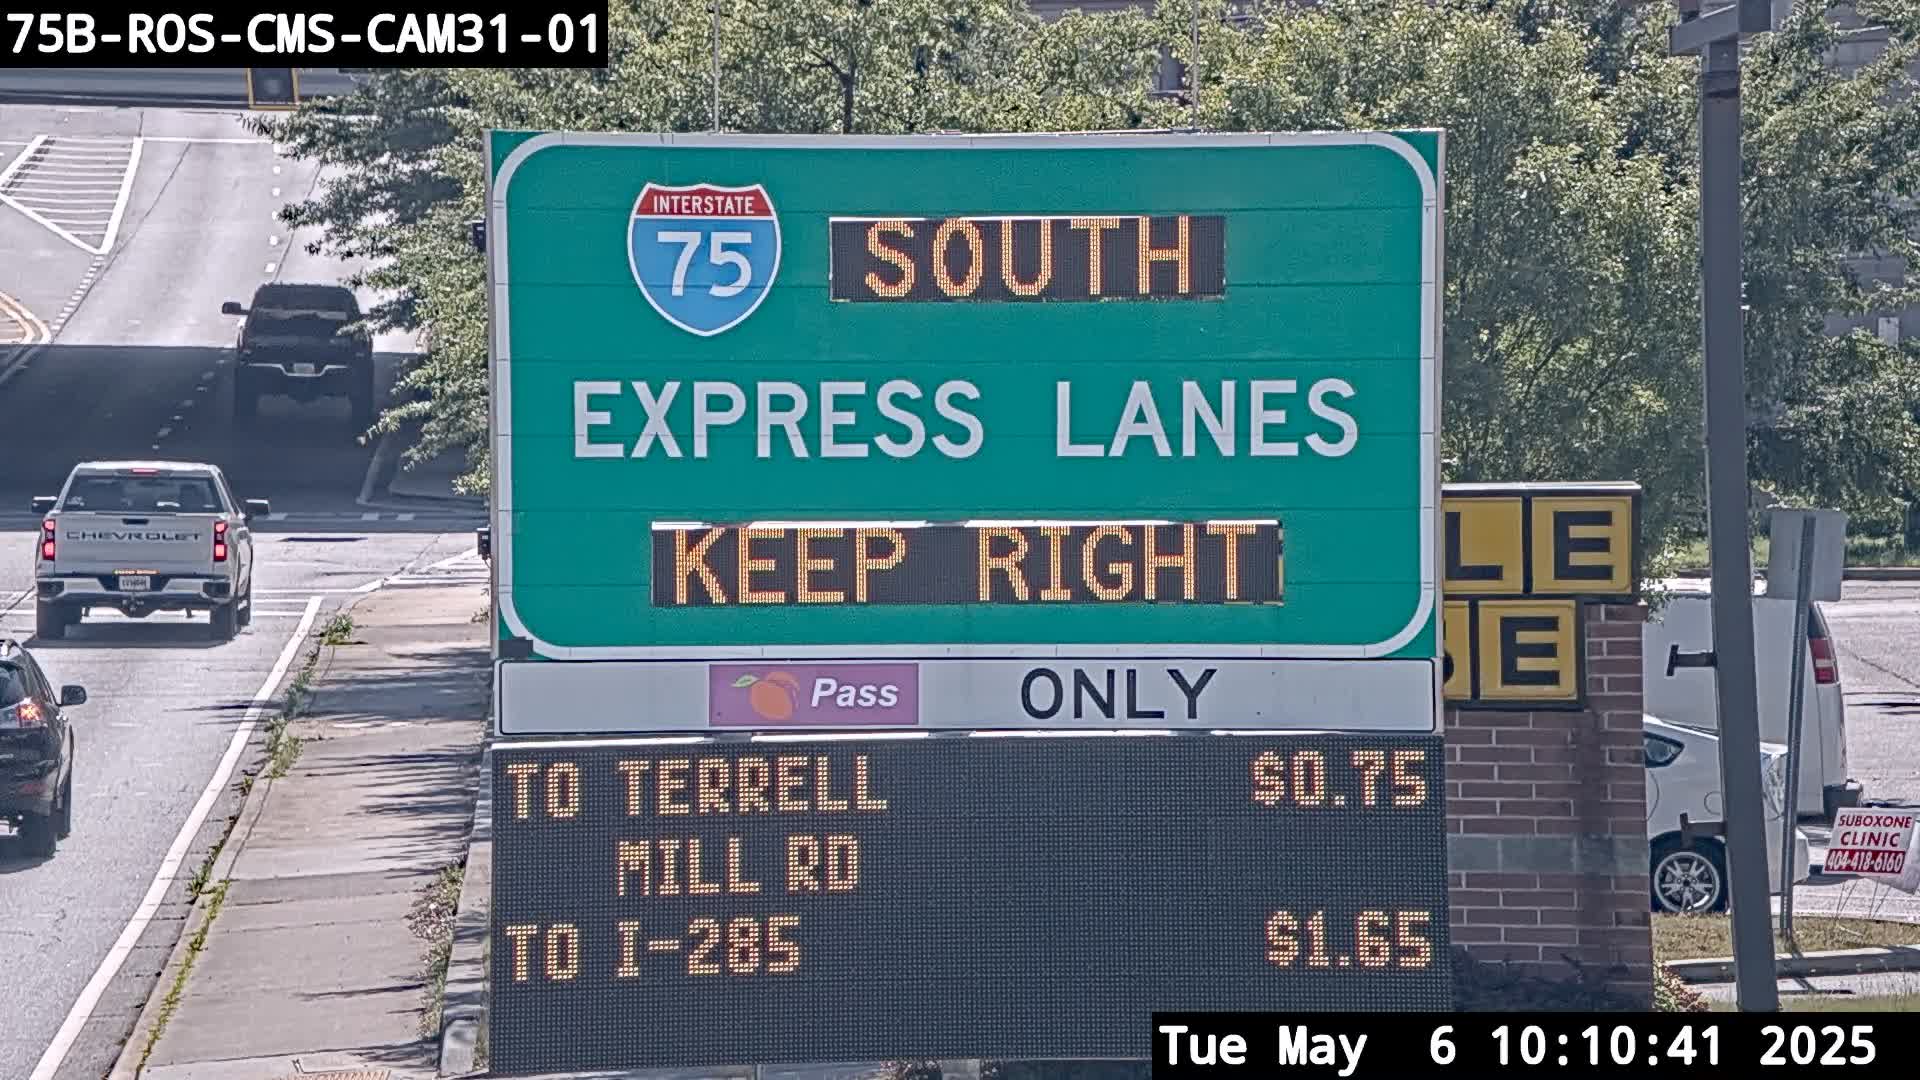 75B-ROS-CMS-CAM31-01
INTERSTATE
75
SOUTH
EXPRESS LANES
KEEP RIGHT
Pass ONLY
TO TERRELL $0.75
MILL RD
TO I-285 $1.65
CHEVROLET
LE
E
SUBOXONE
CLINIC
404-418-6160
Tue May 6 10:10:41 2025